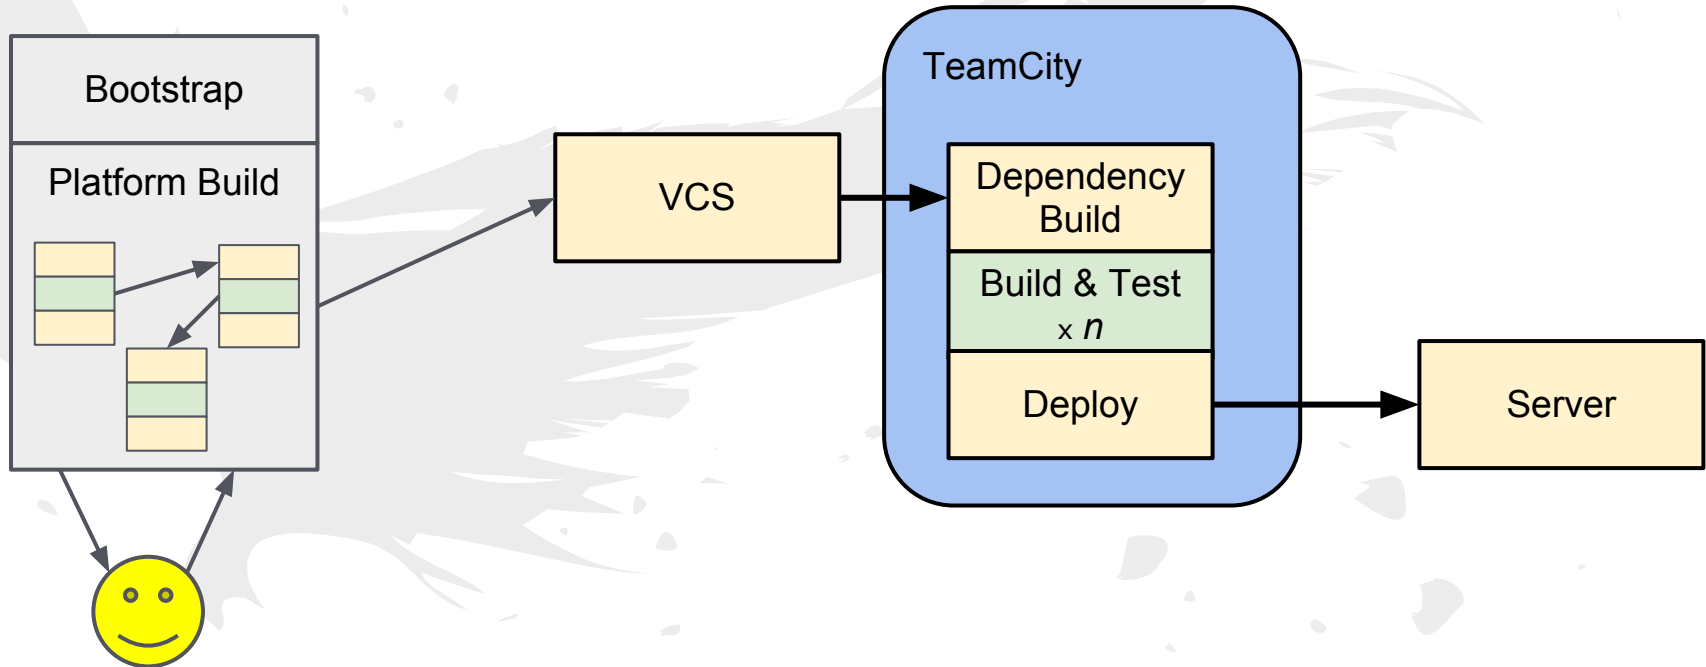 Bootstrap
Platform Build
VCS
TeamCity
Dependency
Build
Build & Test
x n
Deploy
Server